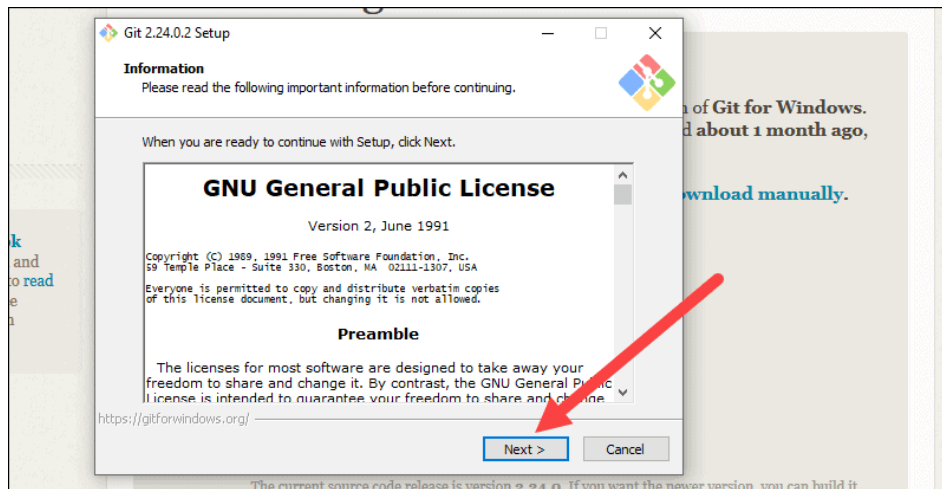 Git 2.24.0.2 Setup
Information
Please read the following important information before continuing.
n of Git for Windows.
d about 1 month ago,
When you are ready to continue with Setup, click Next.
GNU General Public License
ownload manually.
Version 2, June 1991
k
and
to read
e
Copyright (C) 1989, 1991 Free Software Foundation, Inc.
59 Temple Place - Suite 330, Boston, MA  02111-1307, USA
Everyone is permitted to copy and distribute verbatim copies
of this license document, but changing it is not allowed.
Preamble
The licenses for most software are designed to take away your
freedom to share and change it. By contrast, the GNU General Public
License is intended to guarantee your freedom to share and change
https://gitforwindows.org/
Next >
Cancel
The current source code release is version 2.24.0. If you want the newer version, you can build it